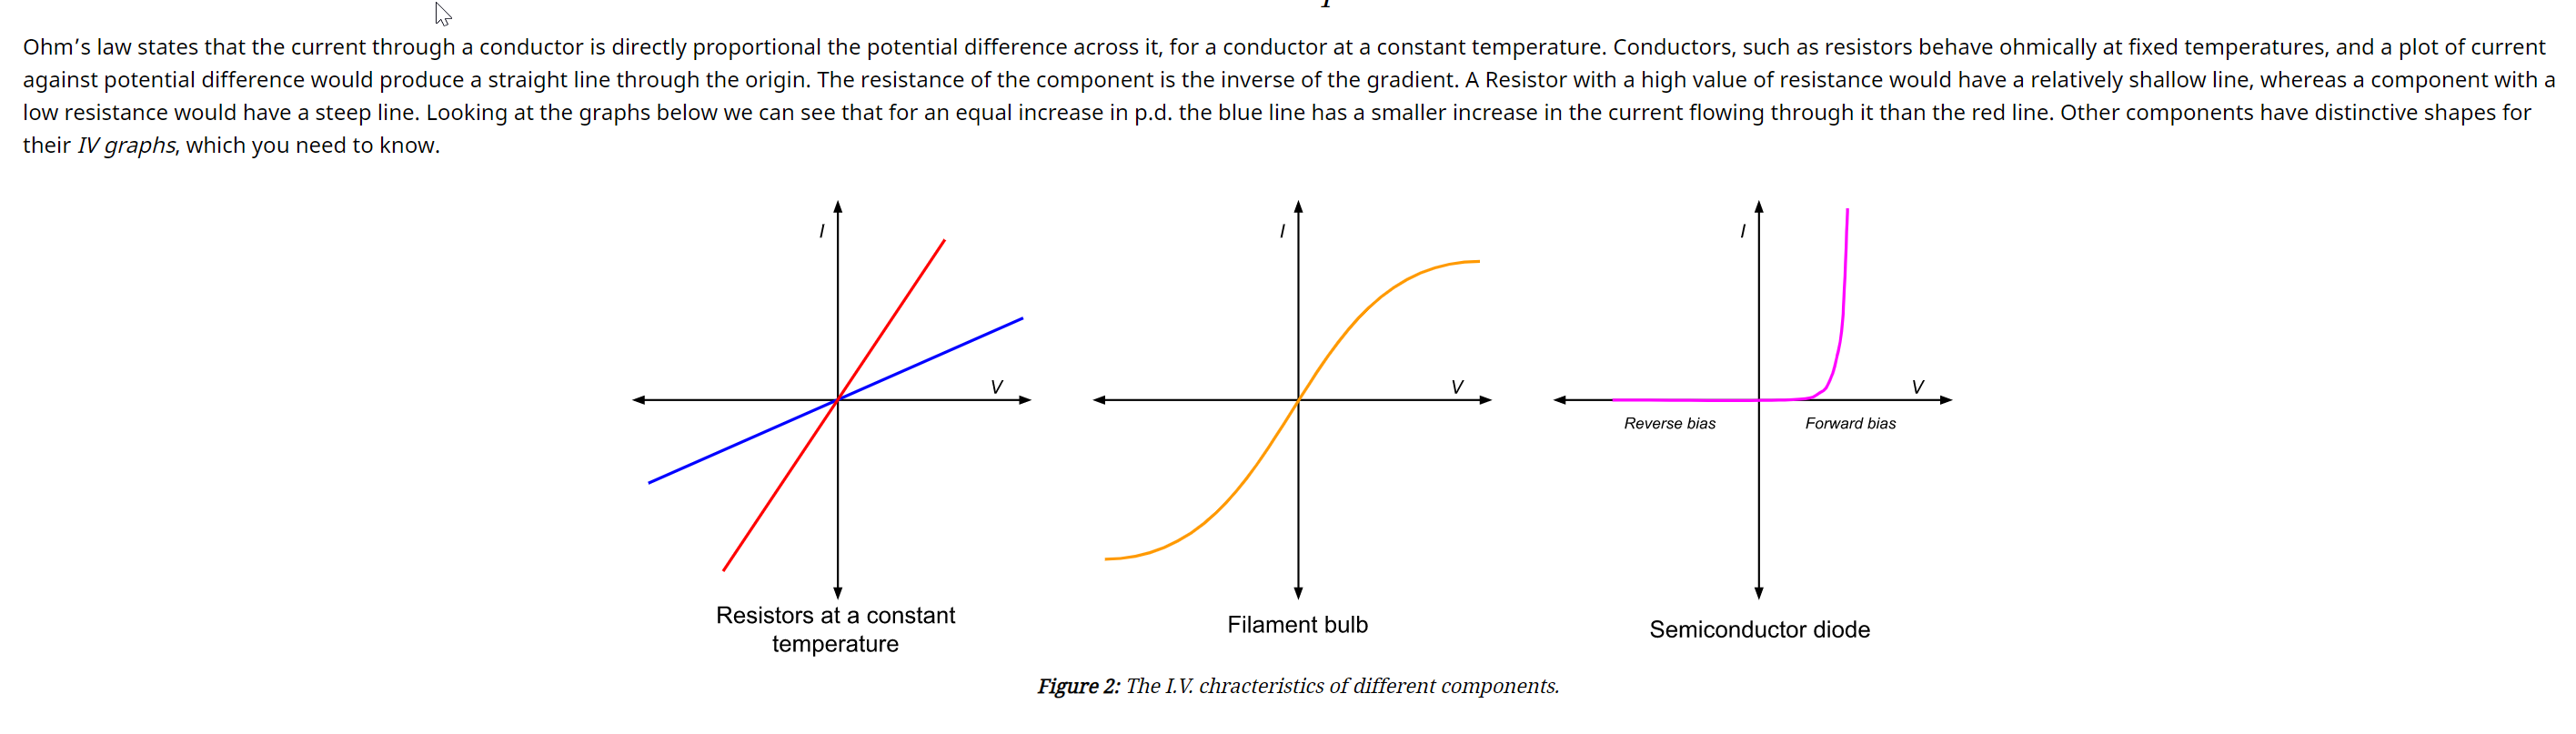 Ohm's law states that the current through a conductor is directly proportional the potential difference across it, for a conductor at a constant temperature. Conductors, such as resistors behave ohmically at fixed temperatures, and a plot of current
against potential difference would produce a straight line through the origin. The resistance of the component is the inverse of the gradient. A Resistor with a high value of resistance would have a relatively shallow line, whereas a component with a
low resistance would have a steep line. Looking at the graphs below we can see that for an equal increase in p.d. the blue line has a smaller increase in the current flowing through it than the red line. Other components have distinctive shapes for
their IV graphs, which you need to know.
I
V
Resistors at a constant
temperature
I
V
Filament bulb
I
V
Reverse bias
Forward bias
Semiconductor diode
Figure 2: The I.V. chracteristics of different components.